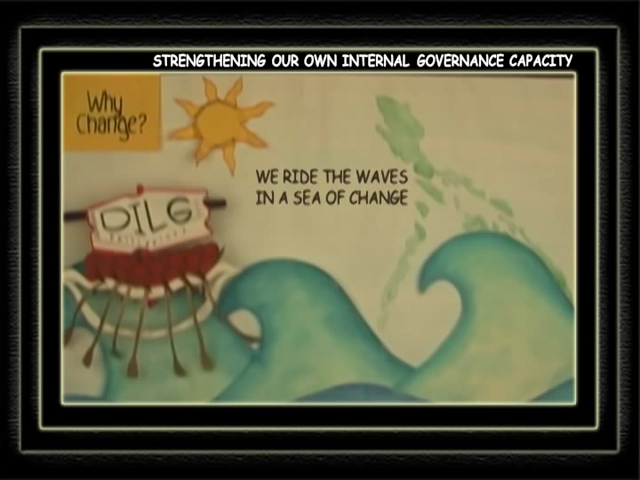 STRENGTHENING OUR OWN INTERNAL GOVERNANCE CAPACITY
Why
Change?
WE RIDE THE WAVES
IN A SEA OF CHANGE
DILG